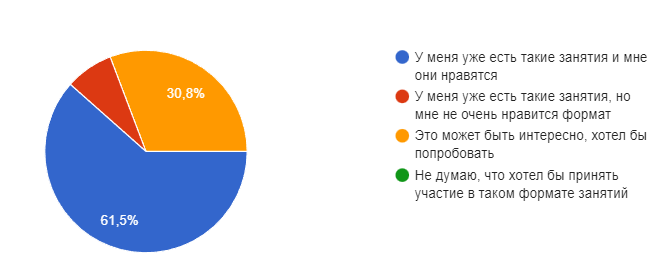 У меня уже есть такие занятия и мне
они нравятся
У меня уже есть такие занятия, но
мне не очень нравится формат
Это может быть интересно, хотел бы
попробовать
Не думаю, что хотел бы принять
участие в таком формате занятий
30,8%
61,5%